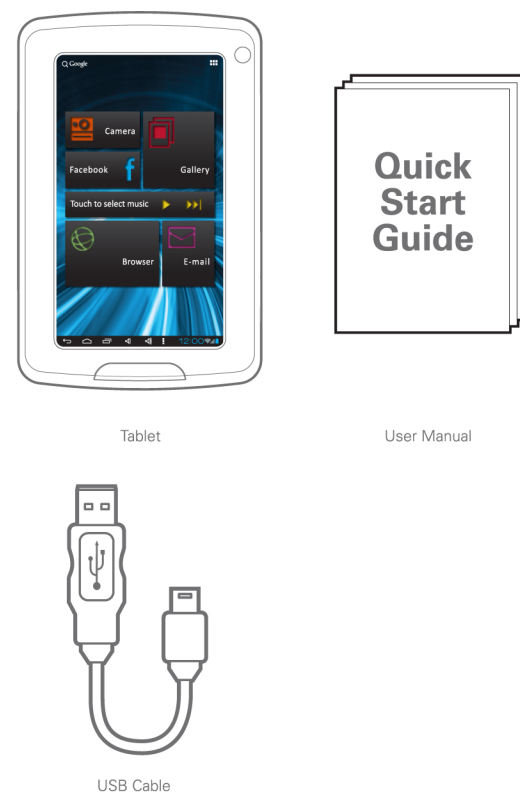 Google
Camera
Facebook
Gallery
Touch to select music
Browser
E-mail
12:00
Quick
Start
Guide
Tablet
User Manual
USB Cable